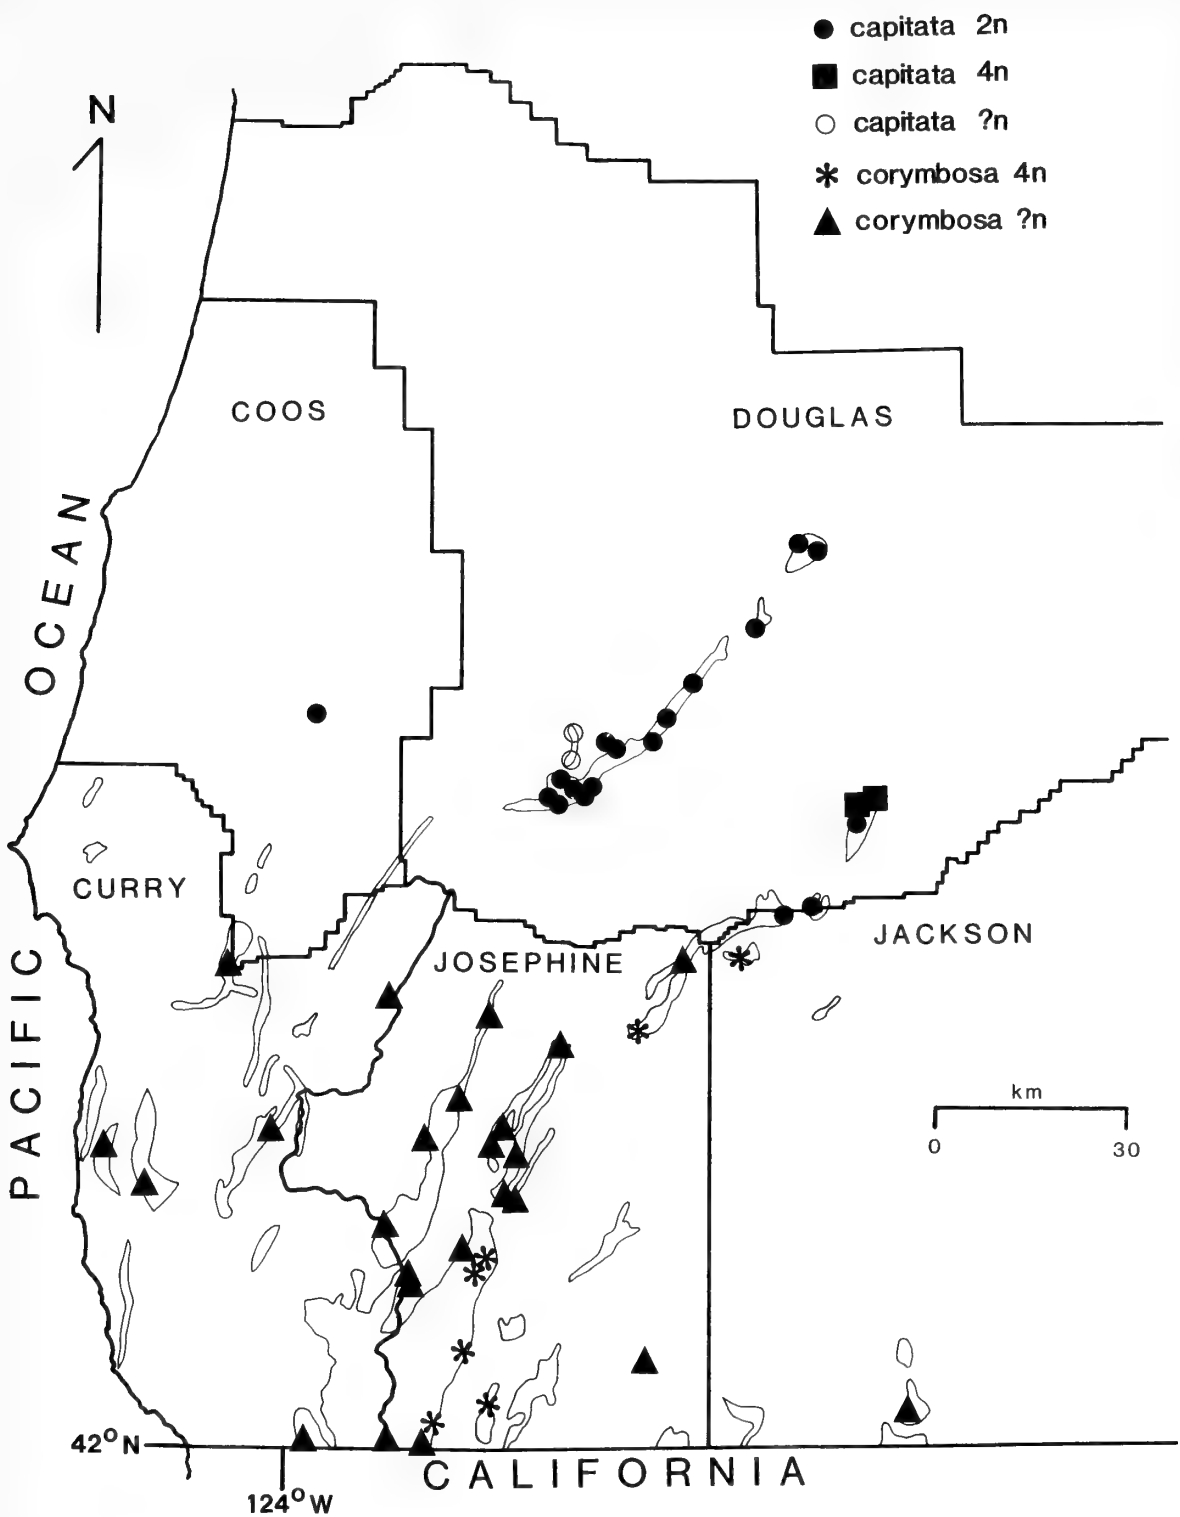 capitata 2n
capitata 4n
capitata ?n
corymbosa 4n
corymbosa ?n
N
COOS
DOUGLAS
PACIFIC OCEAN
CURRY
JOSEPHINE
JACKSON
km
0 30
42°N
124°W
CALIFORNIA